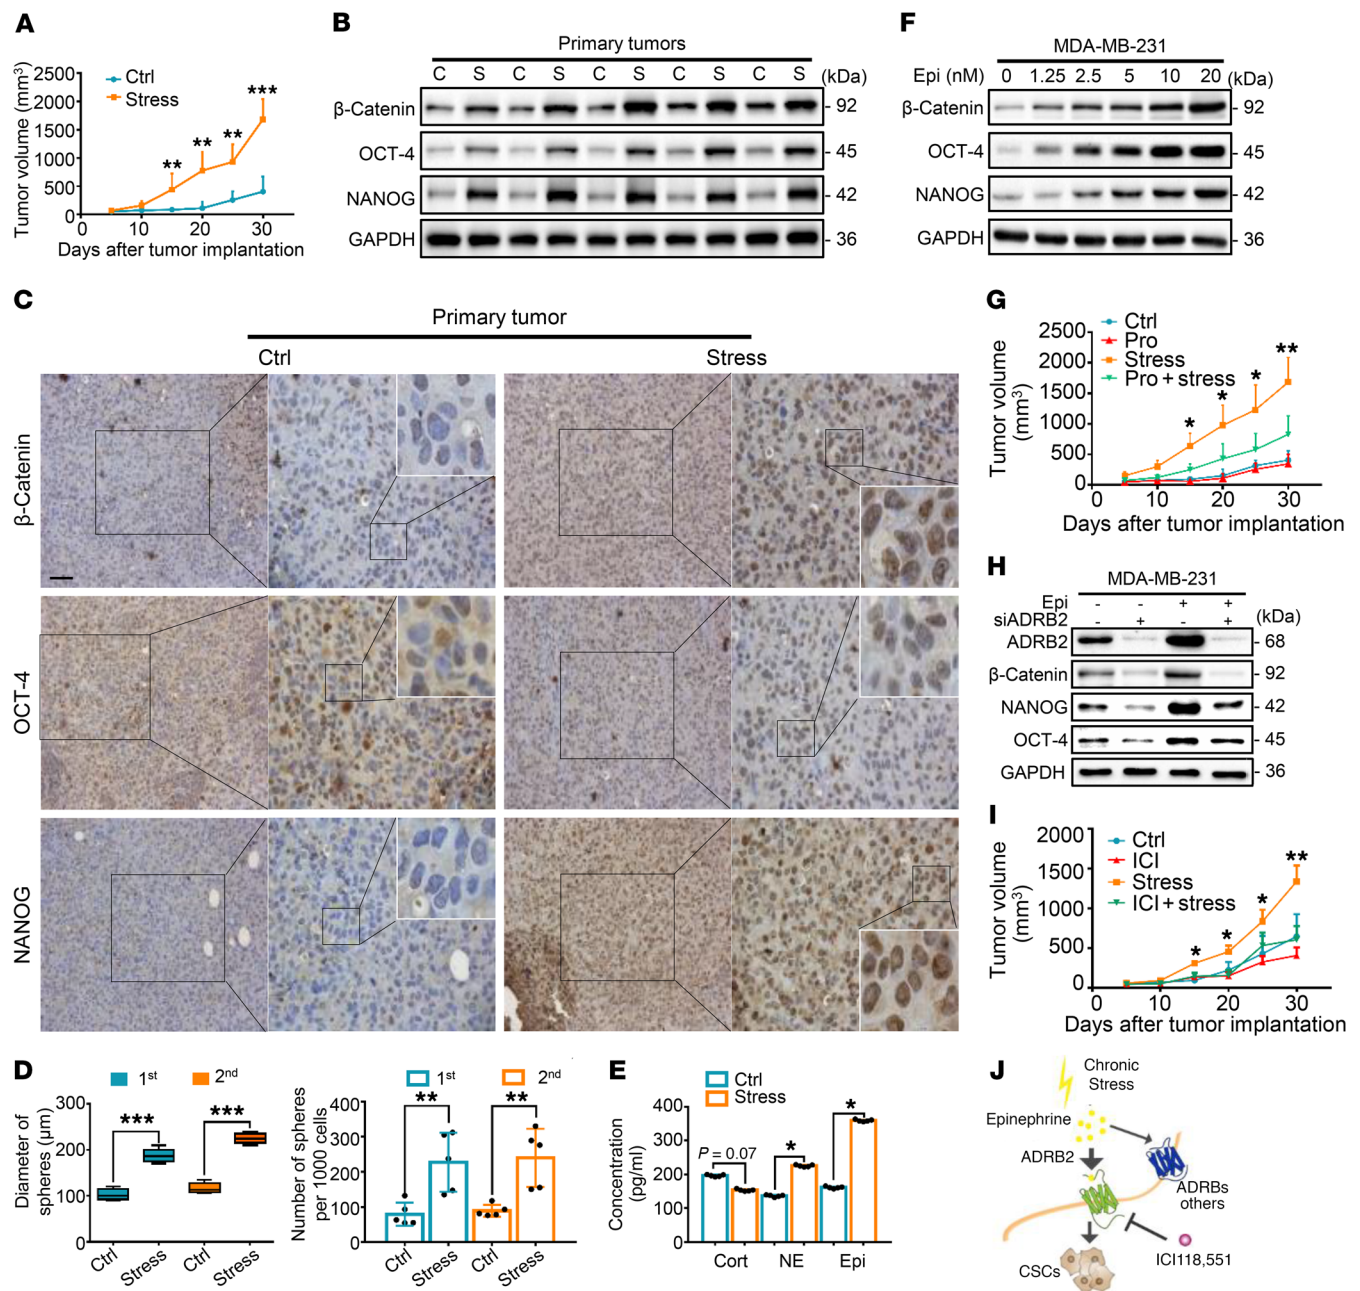 A
Tumor volume (mm³)
2500
2000
1500
1000
500
0
Ctrl
Stress
**
**
**
***
0
10
20
30
Days after tumor implantation
B
Primary tumors
C S C S C S C S C S (kDa)
β-Catenin - 92
OCT-4 - 45
NANOG - 42
GAPDH - 36
C
Primary tumor
Ctrl
Stress
β-Catenin
OCT-4
NANOG
D
1st
2nd
Diameter of
spheres (µm)
300
200
100
0
***
***
Ctrl
Stress
Ctrl
Stress
1st
2nd
Number of spheres
per 1000 cells
400
300
200
100
0
**
**
Ctrl
Stress
Ctrl
Stress
E
Ctrl
Stress
Concentration
(pg/ml)
400
300
200
100
0
P = 0.07
*
*
Cort
NE
Epi
F
MDA-MB-231
Epi (nM) 0 1.25 2.5 5 10 20 (kDa)
β-Catenin - 92
OCT-4 - 45
NANOG - 42
GAPDH - 36
G
Tumor volume
(mm³)
2500
2000
1500
1000
500
0
Ctrl
Pro
Stress
Pro + stress
*
*
*
**
0
10
20
30
Days after tumor implantation
H
MDA-MB-231
Epi - - + +
siADRB2 - + - + (kDa)
ADRB2 - 68
β-Catenin - 92
NANOG - 42
OCT-4 - 45
GAPDH - 36
I
Tumor volume
(mm³)
2000
1500
1000
500
0
Ctrl
ICI
Stress
ICI + stress
*
*
*
**
0
10
20
30
Days after tumor implantation
J
Chronic
Stress
Epinephrine
ADRB2
ADRBs
others
ICI118,551
CSCs